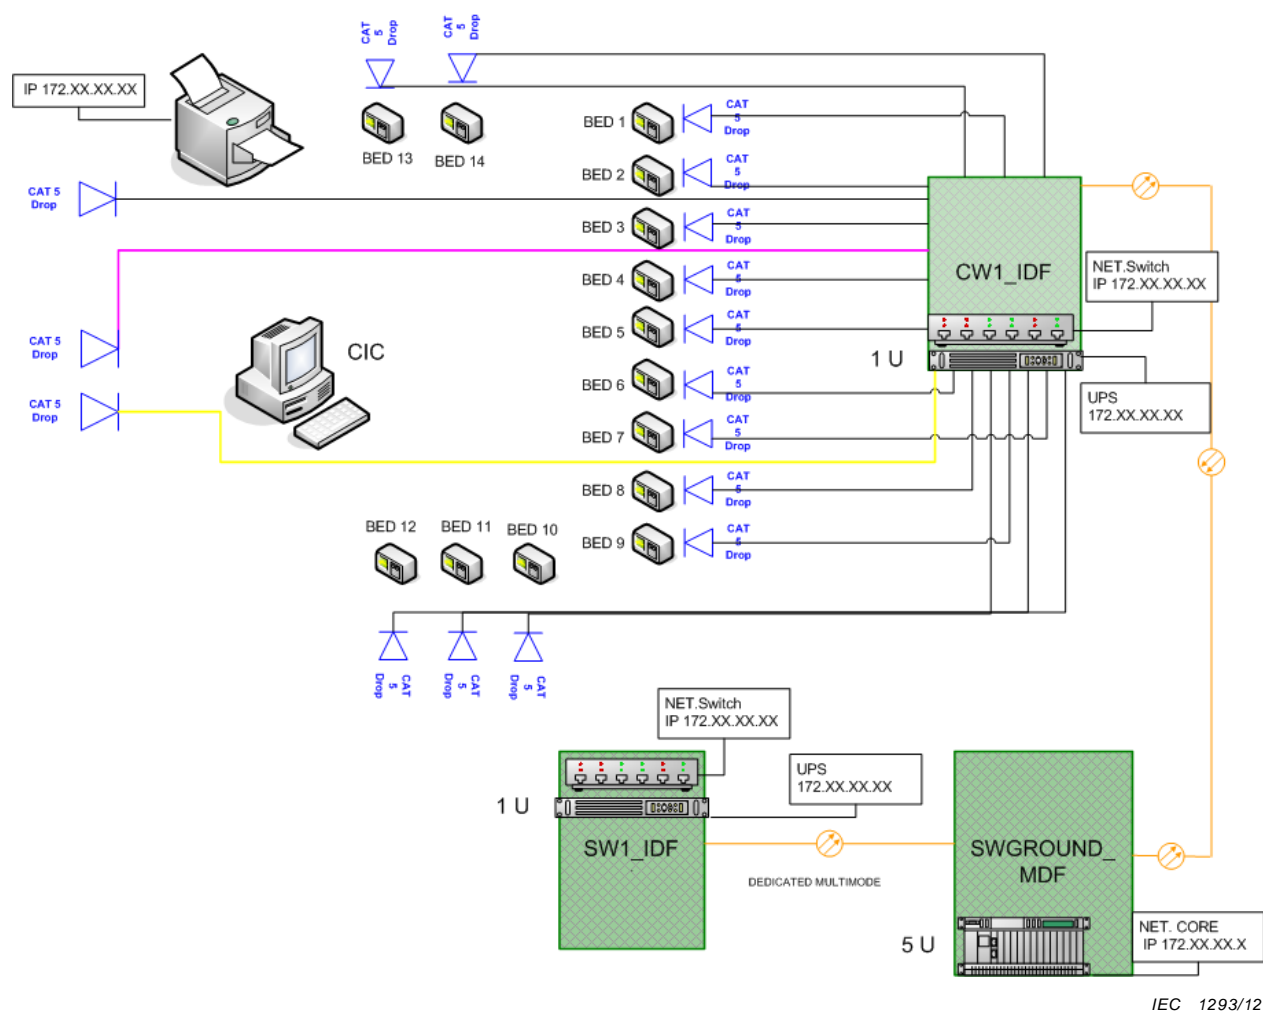 CAT
5
Drop
CAT
5
Drop
IP 172.XX.XX.XX
BED 13
BED 14
BED 1
CAT
5
Drop
BED 2
CAT
5
Drop
CAT 5
Drop
BED 3
CAT
5
Drop
BED 4
CAT
5
Drop
CW1_IDF
NET.Switch
IP 172.XX.XX.XX
BED 5
CAT
5
Drop
CAT 5
Drop
CIC
1 U
BED 6
CAT
5
Drop
UPS
172.XX.XX.XX
CAT 5
Drop
BED 7
CAT
5
Drop
BED 8
CAT
5
Drop
BED 12
BED 11
BED 10
BED 9
CAT
5
Drop
CAT
5
Drop
CAT
5
Drop
CAT
5
Drop
NET.Switch
IP 172.XX.XX.XX
UPS
172.XX.XX.XX
1 U
SW1_IDF
DEDICATED MULTIMODE
SWGROUND_
MDF
5 U
NET. CORE
IP 172.XX.XX.X
IEC 1293/12